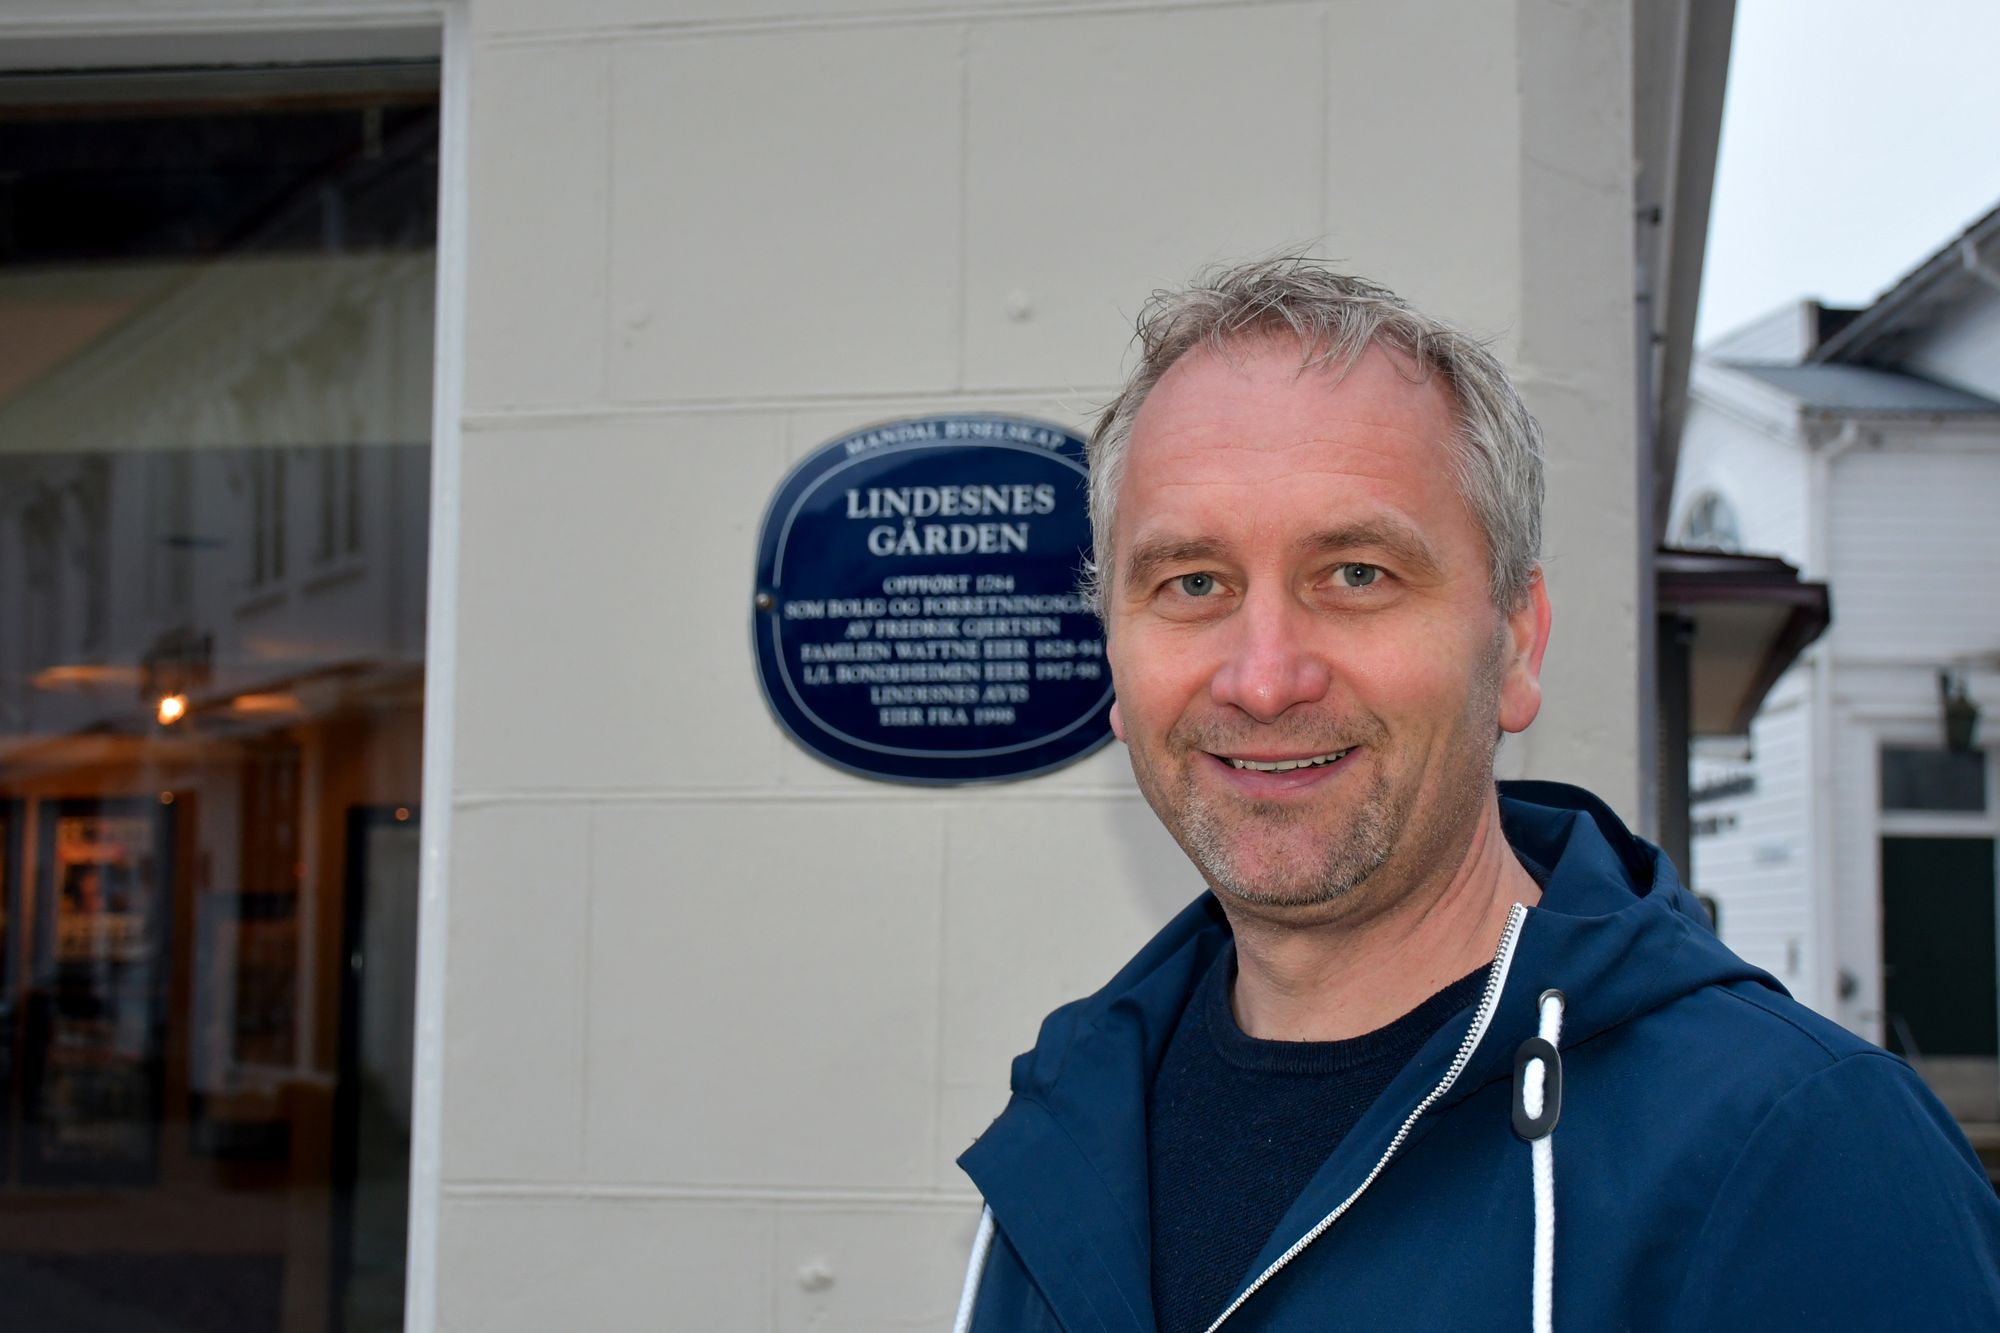 MANDAL BYSELSKAP
LINDESNES
GÅRDEN
OPPFØRT 1784
SOM BOLIG OG FORRETNINGSGÅ
AV FREDRIK GJERTSEN
FAMILIEN WATTNE EIER 1828-94
L/L BONDEHEIMEN EIER 1917-98
LINDESNES AVIS
EIER FRA 1998